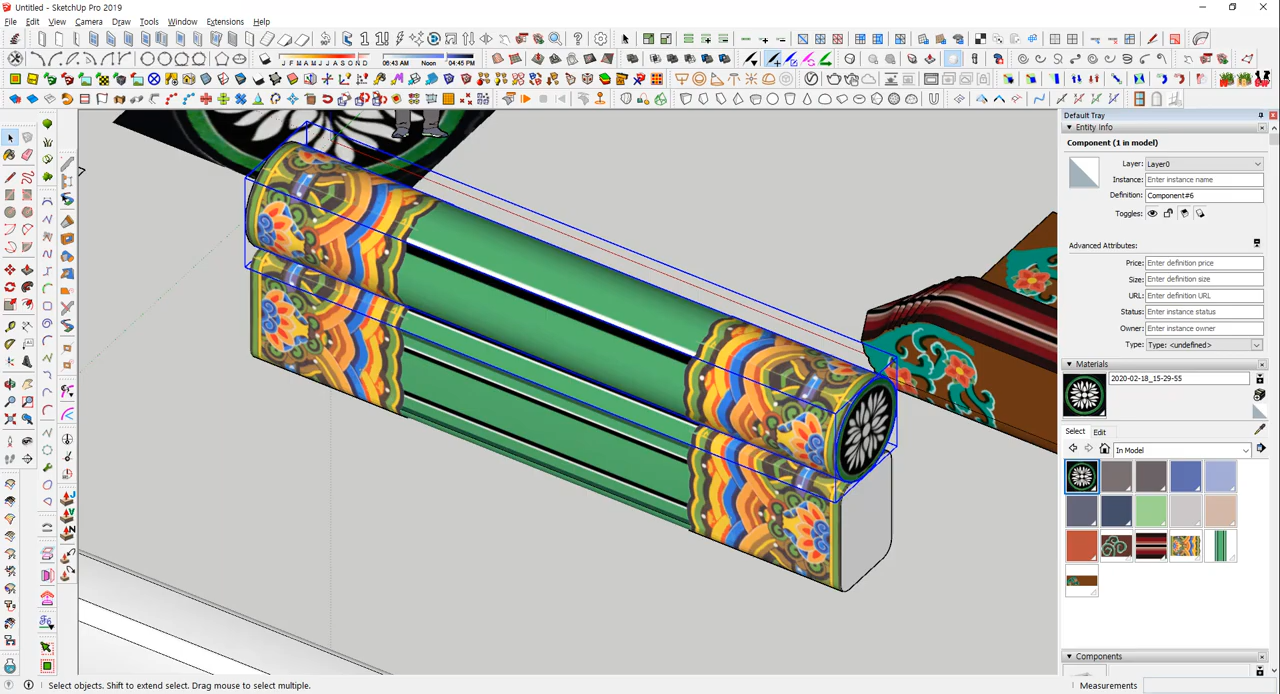 Untitled - SketchUp Pro 2019
File Edit View Camera Draw Tools Window Extensions Help
J F M A M J J A S O N D
06:43 AM Noon 04:45 PM
Default Tray
Entity Info
Component (1 in model)
Layer: Layer0
Instance: Enter instance name
Definition: Component#6
Toggles:
Advanced Attributes:
Price: Enter definition price
Size: Enter definition size
URL: Enter definition URL
Status: Enter instance status
Owner: Enter instance owner
Type: Type: <undefined>
Materials
2020-02-18_15-29-55
Select Edit
In Model
Components
Select objects. Shift to extend select. Drag mouse to select multiple.
Measurements